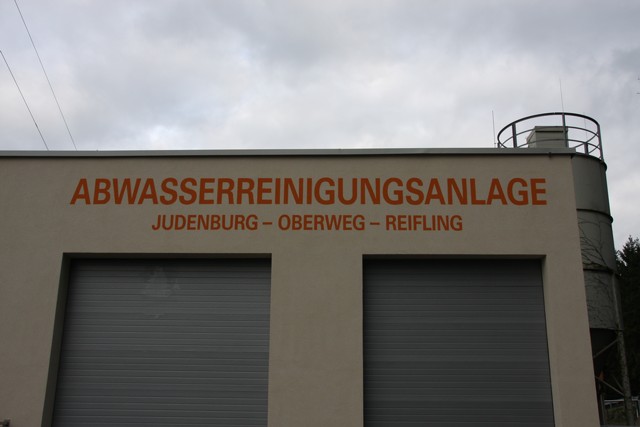 ABWASSERREINIGUNGSANLAGE
JUDENBURG – OBERWEG – REIFLING